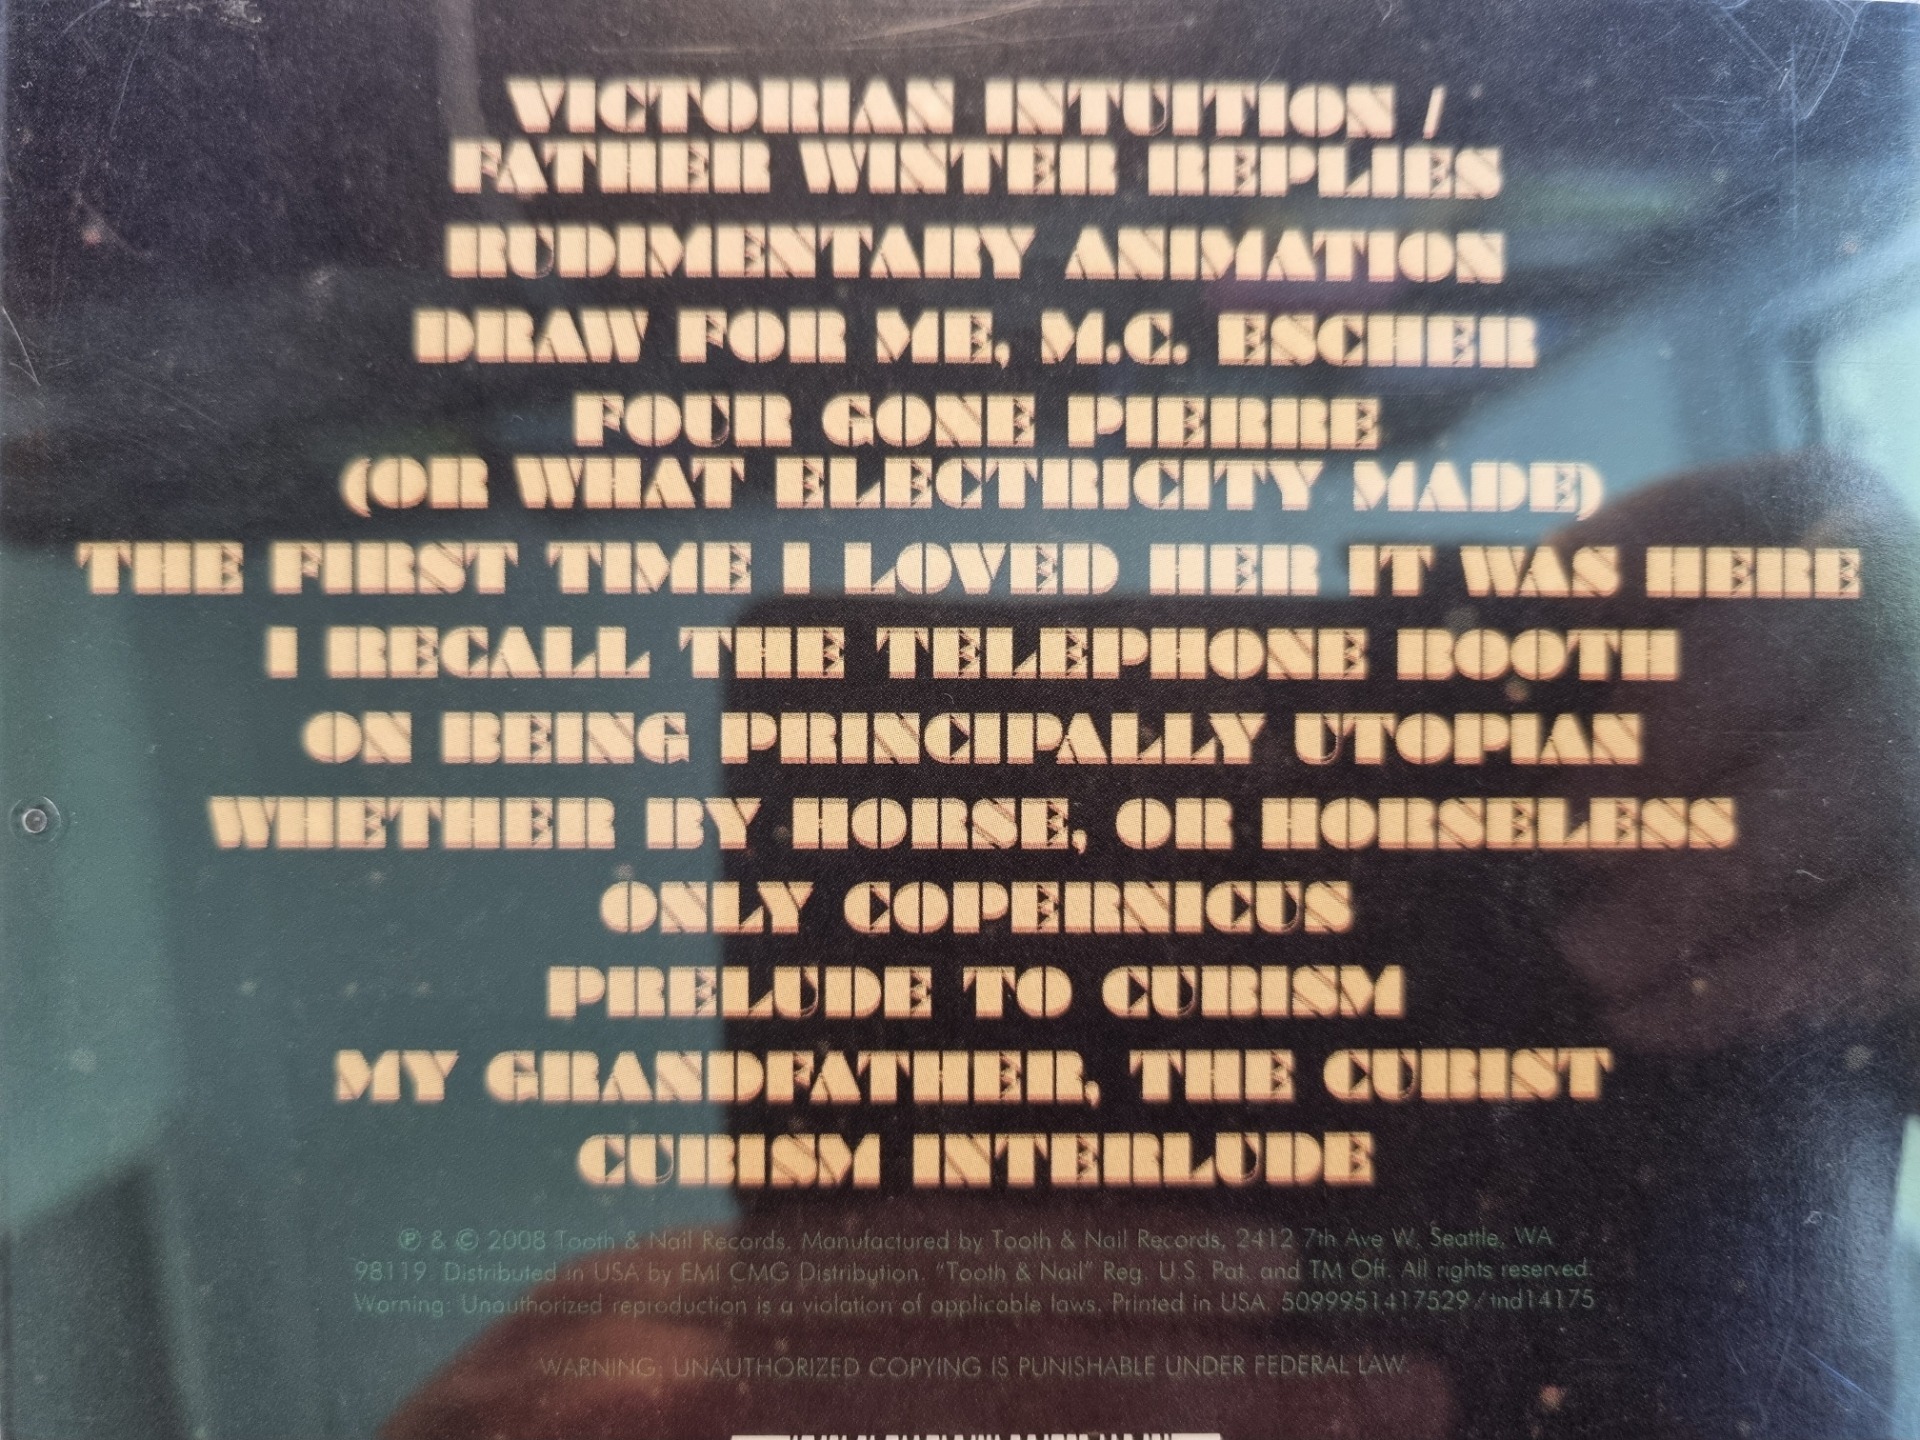 VICTORIAN INTUITION /
FATHER WINTER REPLIES
RUDIMENTARY ANIMATION
DRAW FOR ME, M.C. ESCHER
FOUR GONE PIERRE
(OR WHAT ELECTRICITY MADE)
THE FIRST TIME I LOVED HER IT WAS HERE
I RECALL THE TELEPHONE BOOTH
ON BEING PRINCIPALLY UTOPIAN
WHETHER BY HORSE, OR HORSELESS
ONLY COPERNICUS
PRELUDE TO CUBISM
MY GRANDFATHER, THE CUBIST
CUBISM INTERLUDE
℗ & © 2008 Tooth & Nail Records. Manufactured by Tooth & Nail Records, 2412 7th Ave W, Seattle, WA
98119. Distributed in USA by EMI CMG Distribution. "Tooth & Nail" Reg. U.S. Pat. and TM Off. All rights reserved.
Warning: Unauthorized reproduction is a violation of applicable laws. Printed in USA. 5099951417529/tnd14175
WARNING: UNAUTHORIZED COPYING IS PUNISHABLE UNDER FEDERAL LAW.